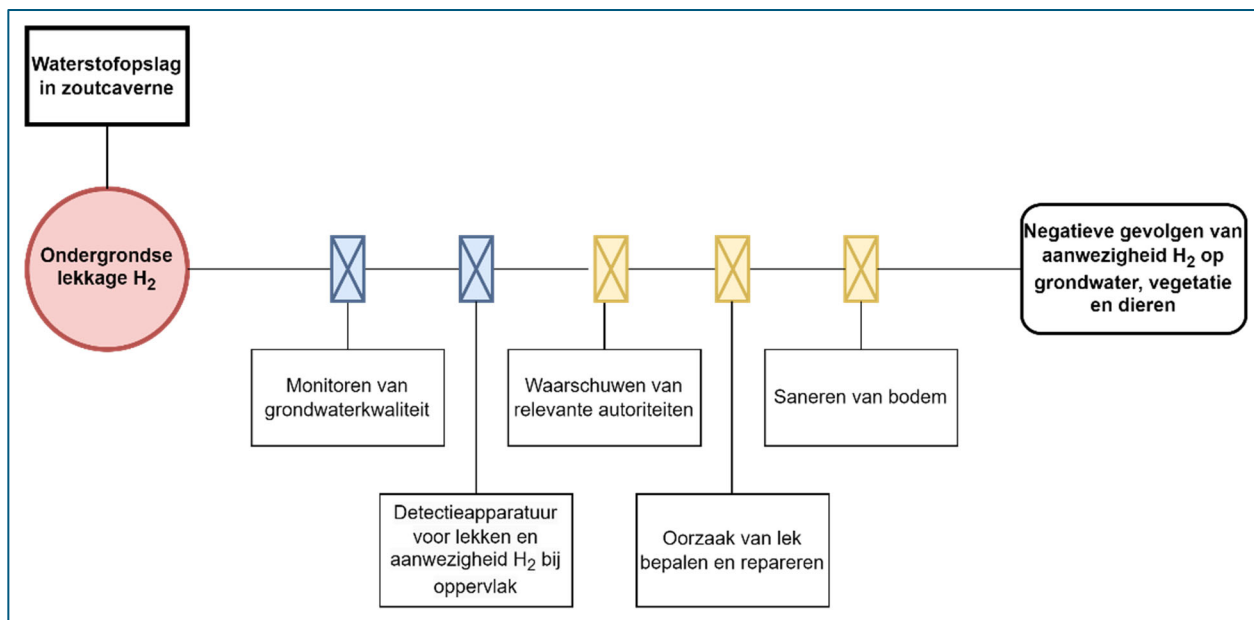 Waterstofopslag
in zoutcaverne
Ondergrondse
lekkage H₂
Negatieve gevolgen van
aanwezigheid H₂ op
grondwater, vegetatie
en dieren
Monitoren van
grondwaterkwaliteit
Waarschuwen van
relevante autoriteiten
Saneren van bodem
Detectieapparatuur
voor lekken en
aanwezigheid H₂ bij
oppervlak
Oorzaak van lek
bepalen en repareren